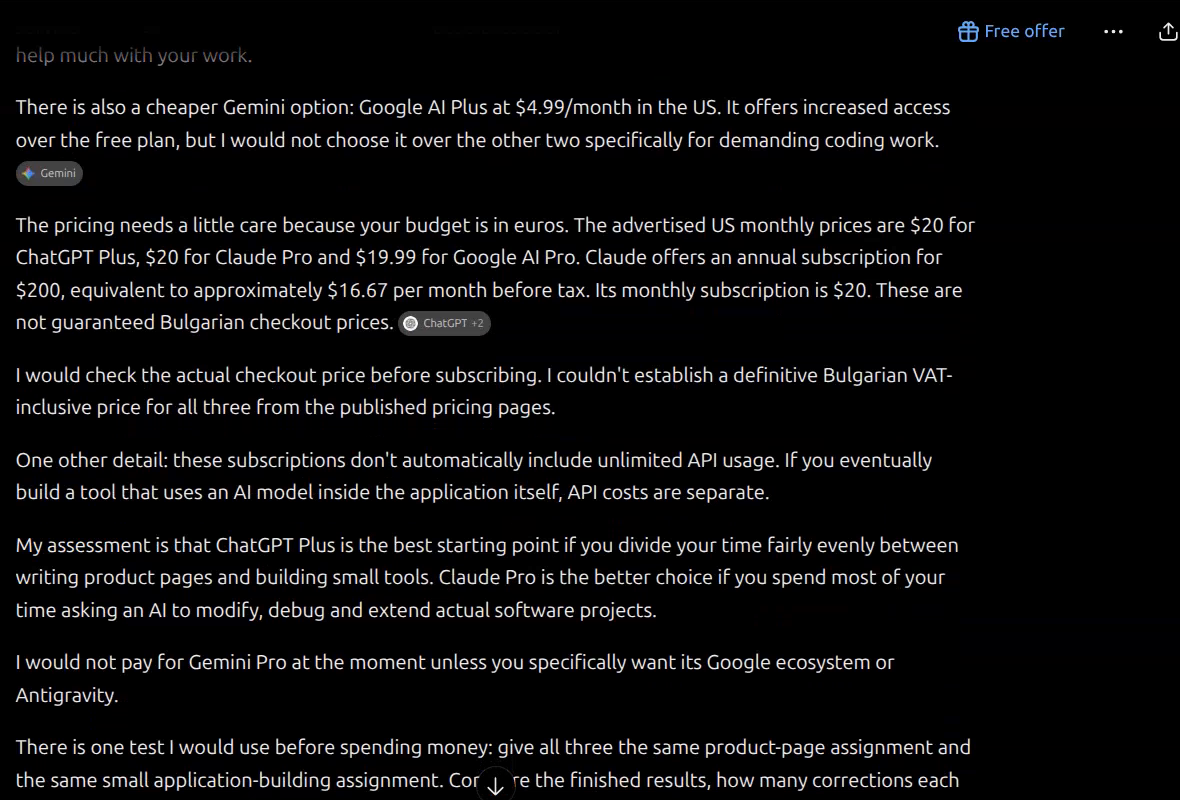 Free offer
help much with your work.
There is also a cheaper Gemini option: Google AI Plus at $4.99/month in the US. It offers increased access
over the free plan, but I would not choose it over the other two specifically for demanding coding work.
Gemini
The pricing needs a little care because your budget is in euros. The advertised US monthly prices are $20 for
ChatGPT Plus, $20 for Claude Pro and $19.99 for Google AI Pro. Claude offers an annual subscription for
$200, equivalent to approximately $16.67 per month before tax. Its monthly subscription is $20. These are
not guaranteed Bulgarian checkout prices. ChatGPT +2
I would check the actual checkout price before subscribing. I couldn't establish a definitive Bulgarian VAT-
inclusive price for all three from the published pricing pages.
One other detail: these subscriptions don't automatically include unlimited API usage. If you eventually
build a tool that uses an AI model inside the application itself, API costs are separate.
My assessment is that ChatGPT Plus is the best starting point if you divide your time fairly evenly between
writing product pages and building small tools. Claude Pro is the better choice if you spend most of your
time asking an AI to modify, debug and extend actual software projects.
I would not pay for Gemini Pro at the moment unless you specifically want its Google ecosystem or
Antigravity.
There is one test I would use before spending money: give all three the same product-page assignment and
the same small application-building assignment. the finished results, how many corrections each